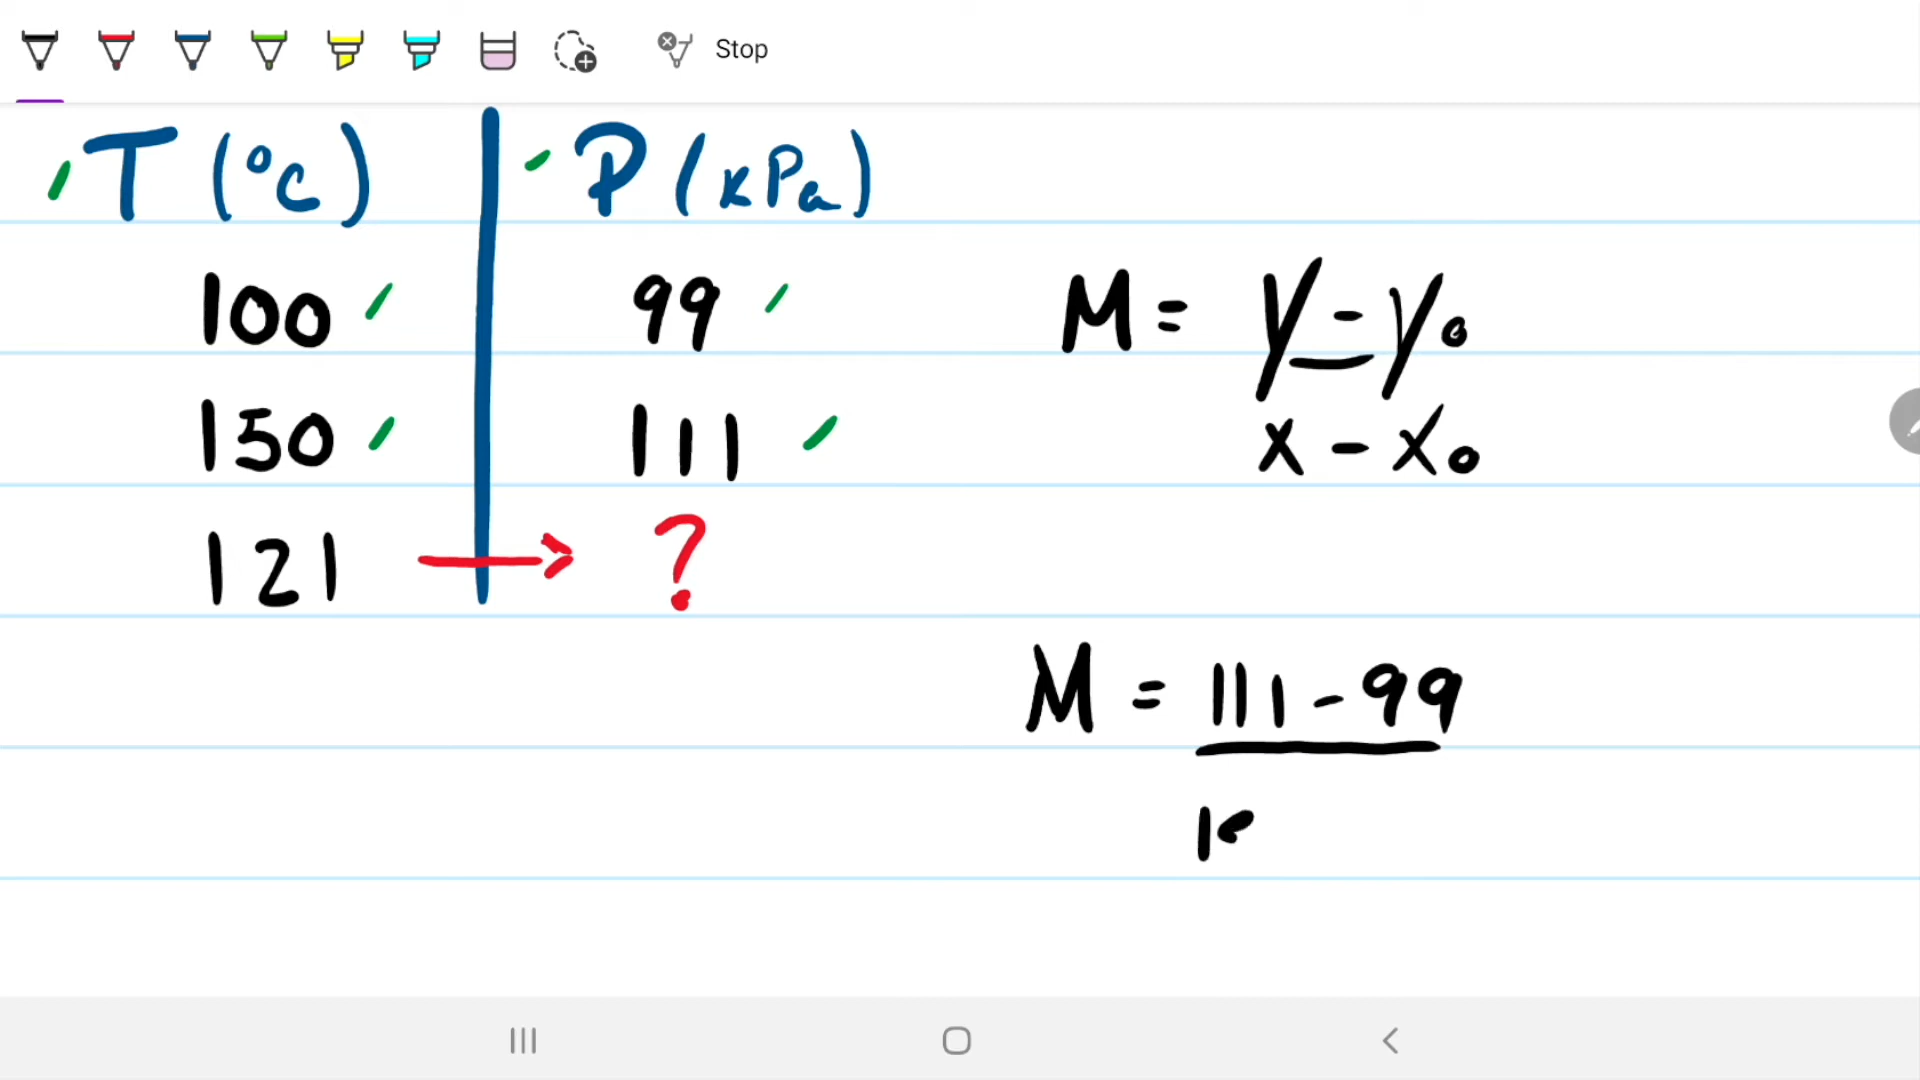 Stop
T (°C) P (kPa)
100 99
150 111
121 → ?
M = y - y₀
x - x₀
M = 111 - 99